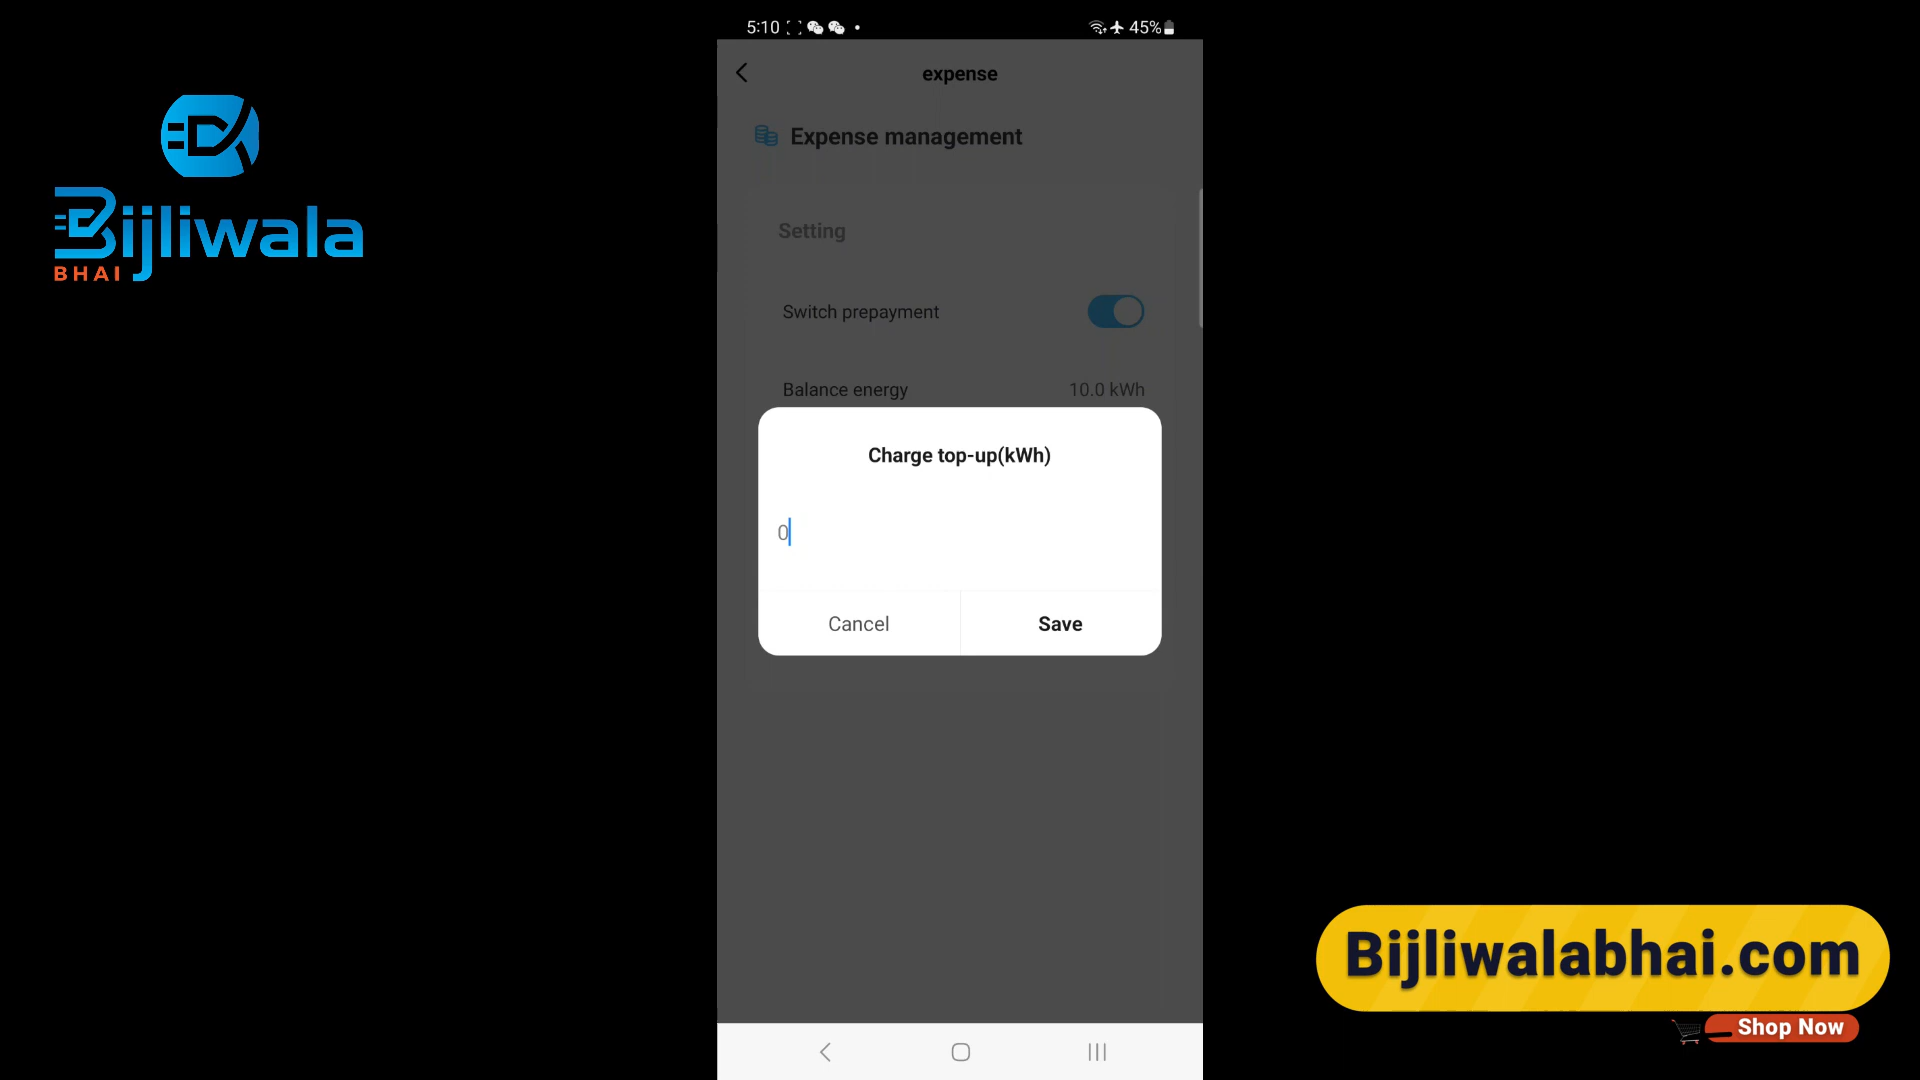 Bijliwala
BHAI
5:10
45%
expense
Expense management
Setting
Switch prepayment
Balance energy 10.0 kWh
Charge top-up(kWh)
0
Cancel Save
Bijliwalabhai.com
Shop Now